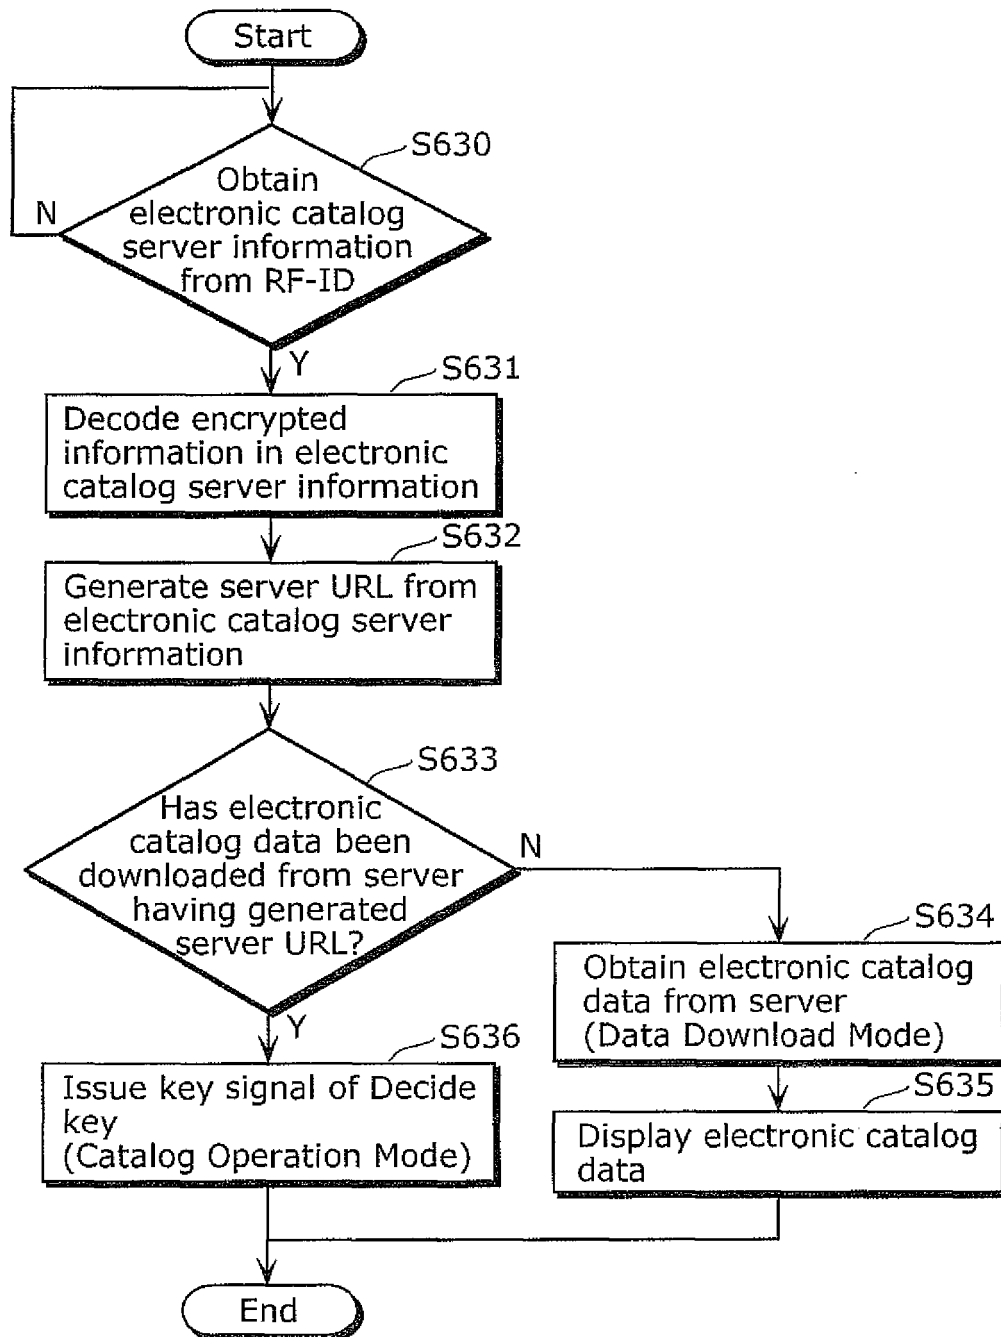 Start
S630
Obtain
electronic catalog
server information
from RF-ID
N
Y
S631
Decode encrypted
information in electronic
catalog server information
S632
Generate server URL from
electronic catalog server
information
S633
Has electronic
catalog data been
downloaded from server
having generated
server URL?
N
Y
S634
Obtain electronic catalog
data from server
(Data Download Mode)
S635
Display electronic catalog
data
S636
Issue key signal of Decide
key
(Catalog Operation Mode)
End